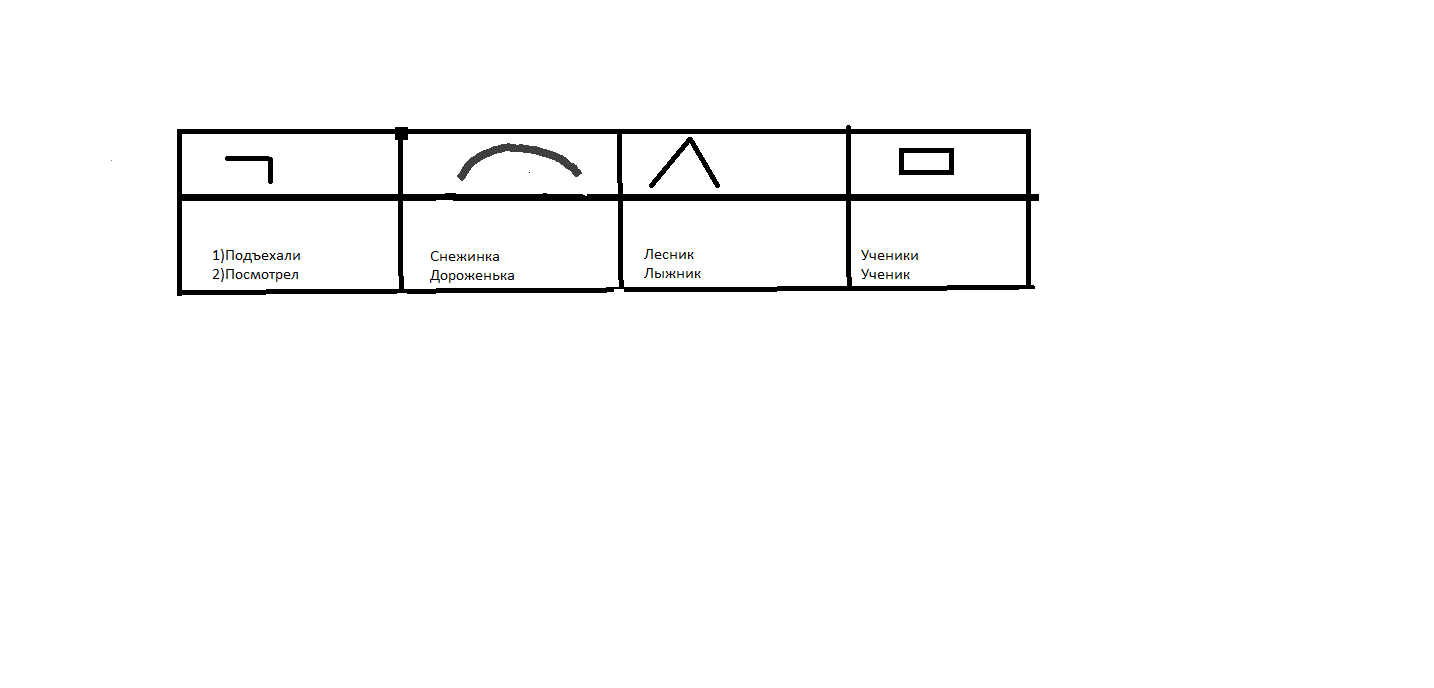 1)Подъехали
2)Посмотрел
Снежинка
Дороженька
Лесник
Лыжник
Ученики
Ученик